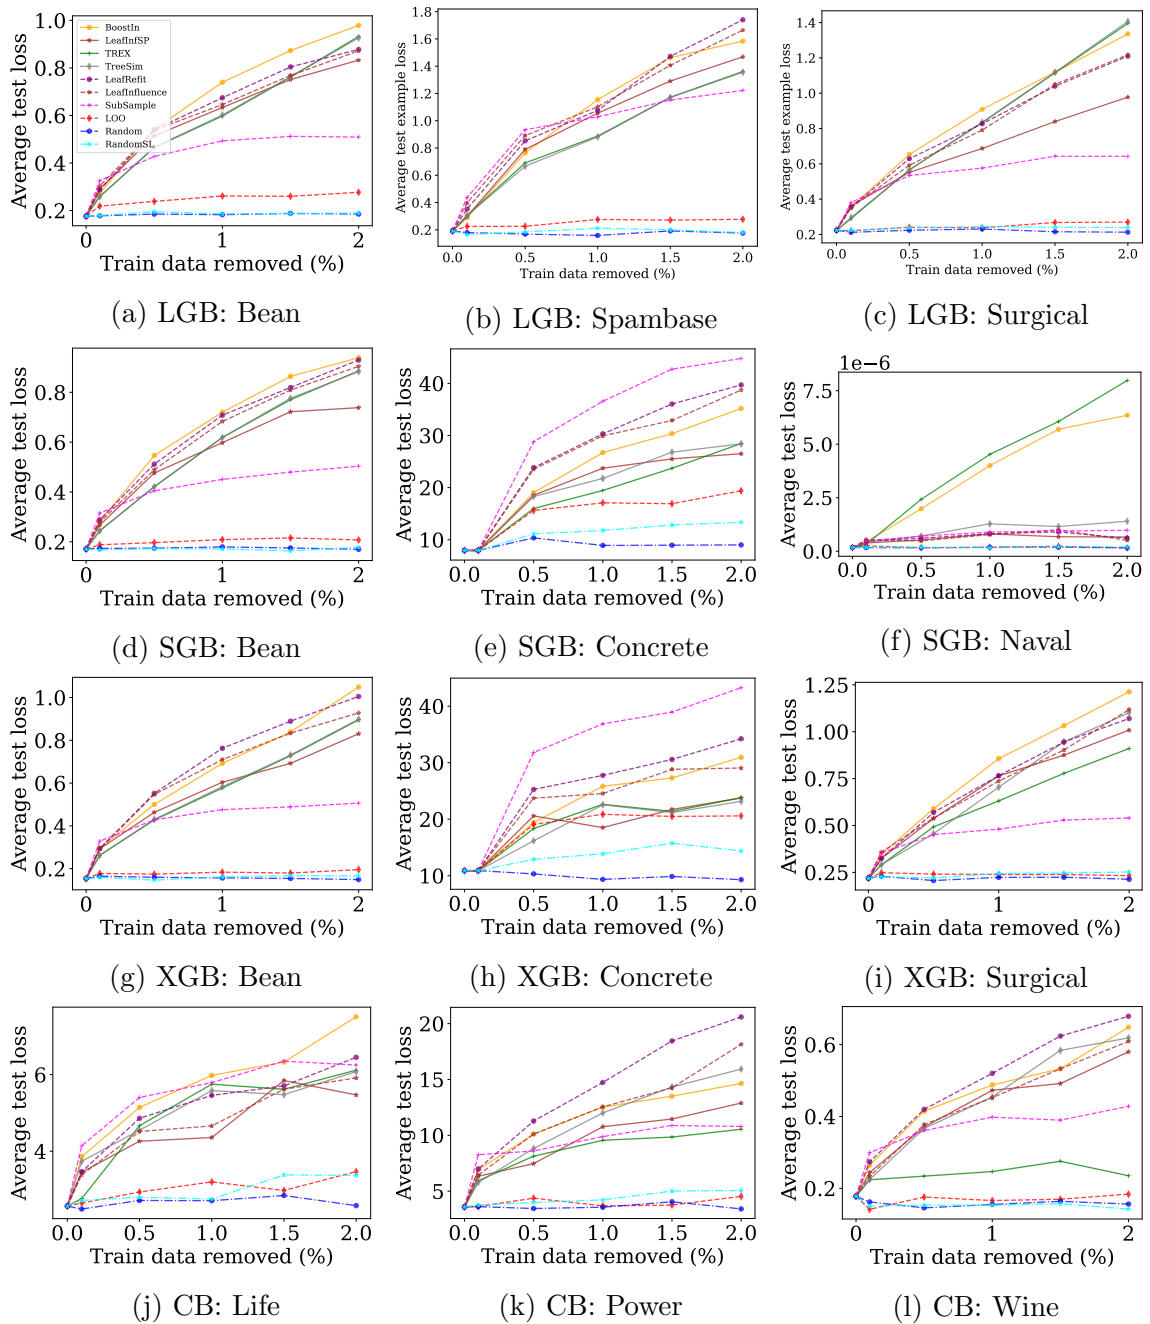 Average test loss
1.0
0.8
0.6
0.4
0.2
BoostIn
LeafInfSP
TREX
TreeSim
LeafRefit
LeafInfluence
SubSample
LOO
Random
RandomSL
0 1 2
Train data removed (%)
(a) LGB: Bean
Average test example loss
1.8
1.6
1.4
1.2
1.0
0.8
0.6
0.4
0.2
0.0 0.5 1.0 1.5 2.0
Train data removed (%)
(b) LGB: Spambase
Average test example loss
1.4
1.2
1.0
0.8
0.6
0.4
0.2
0.0 0.5 1.0 1.5 2.0
Train data removed (%)
(c) LGB: Surgical
Average test loss
0.8
0.6
0.4
0.2
0 1 2
Train data removed (%)
(d) SGB: Bean
Average test loss
40
30
20
10
0.0 0.5 1.0 1.5 2.0
Train data removed (%)
(e) SGB: Concrete
Average test loss
1e−6
7.5
5.0
2.5
0.0
0.0 0.5 1.0 1.5 2.0
Train data removed (%)
(f) SGB: Naval
Average test loss
1.0
0.8
0.6
0.4
0.2
0 1 2
Train data removed (%)
(g) XGB: Bean
Average test loss
40
30
20
10
0.0 0.5 1.0 1.5 2.0
Train data removed (%)
(h) XGB: Concrete
Average test loss
1.25
1.00
0.75
0.50
0.25
0 1 2
Train data removed (%)
(i) XGB: Surgical
Average test loss
6
4
0.0 0.5 1.0 1.5 2.0
Train data removed (%)
(j) CB: Life
Average test loss
20
15
10
5
0.0 0.5 1.0 1.5 2.0
Train data removed (%)
(k) CB: Power
Average test loss
0.6
0.4
0.2
0 1 2
Train data removed (%)
(l) CB: Wine